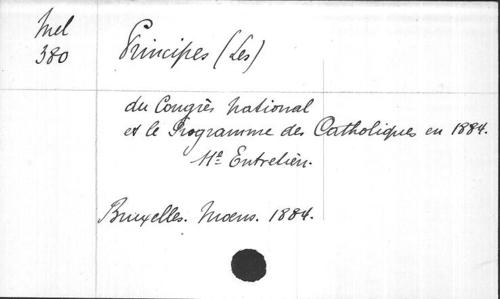 Mel
380
Principes (Les)
du Congrès national
et le Programme des Catholiques en 1884.
11e Entretien.
Bruxelles. Moens. 1884.